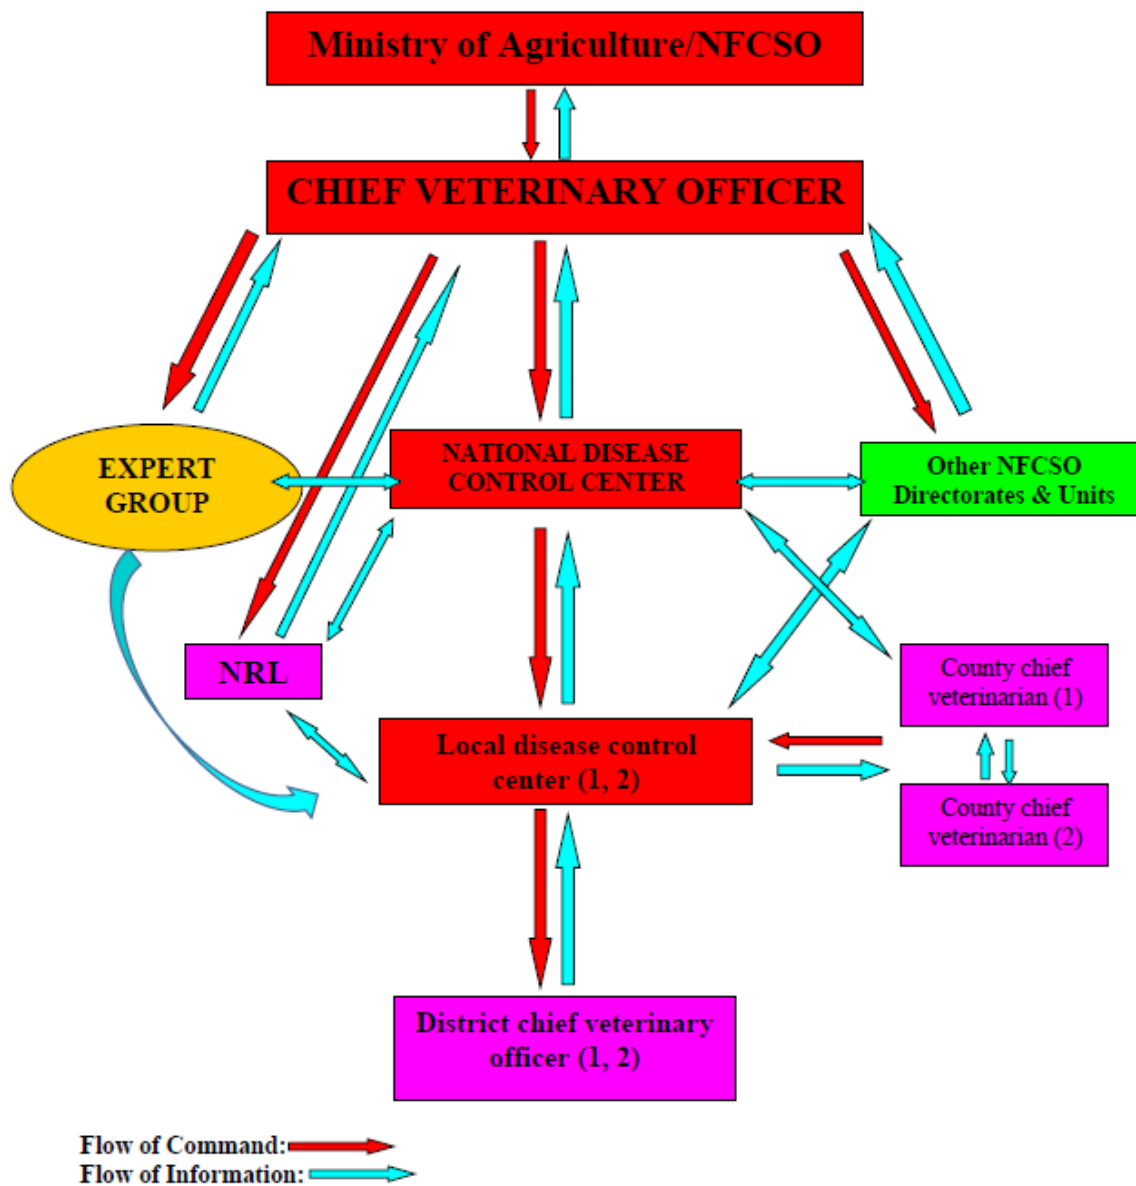 Ministry of Agriculture/NFCSO
CHIEF VETERINARY OFFICER
EXPERT
GROUP
NATIONAL DISEASE
CONTROL CENTER
Other NFCSO
Directorates & Units
NRL
County chief
veterinarian (1)
Local disease control
center (1, 2)
County chief
veterinarian (2)
District chief veterinary
officer (1, 2)
Flow of Command:
Flow of Information: